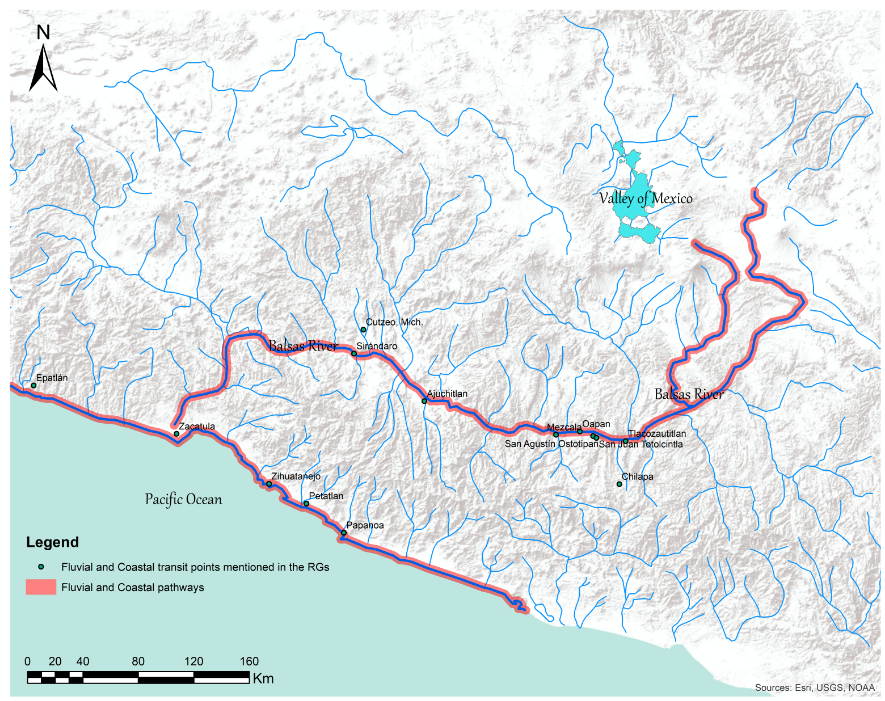 N
Valley of Mexico
Cutzeo, Mich.
Balsas River
Sirándaro
Epatlán
Ajuchitlan
Balsas River
Zacatula
Mezcala
Oapan
Tlacozautitlan
San Agustín Ostotipan
San Juan Tetolcintla
Zihuatanejo
Chilapa
Pacific Ocean
Petatlan
Papanoa
Legend
Fluvial and Coastal transit points mentioned in the RGs
Fluvial and Coastal pathways
0 20 40 80 120 160
Km
Sources: Esri, USGS, NOAA